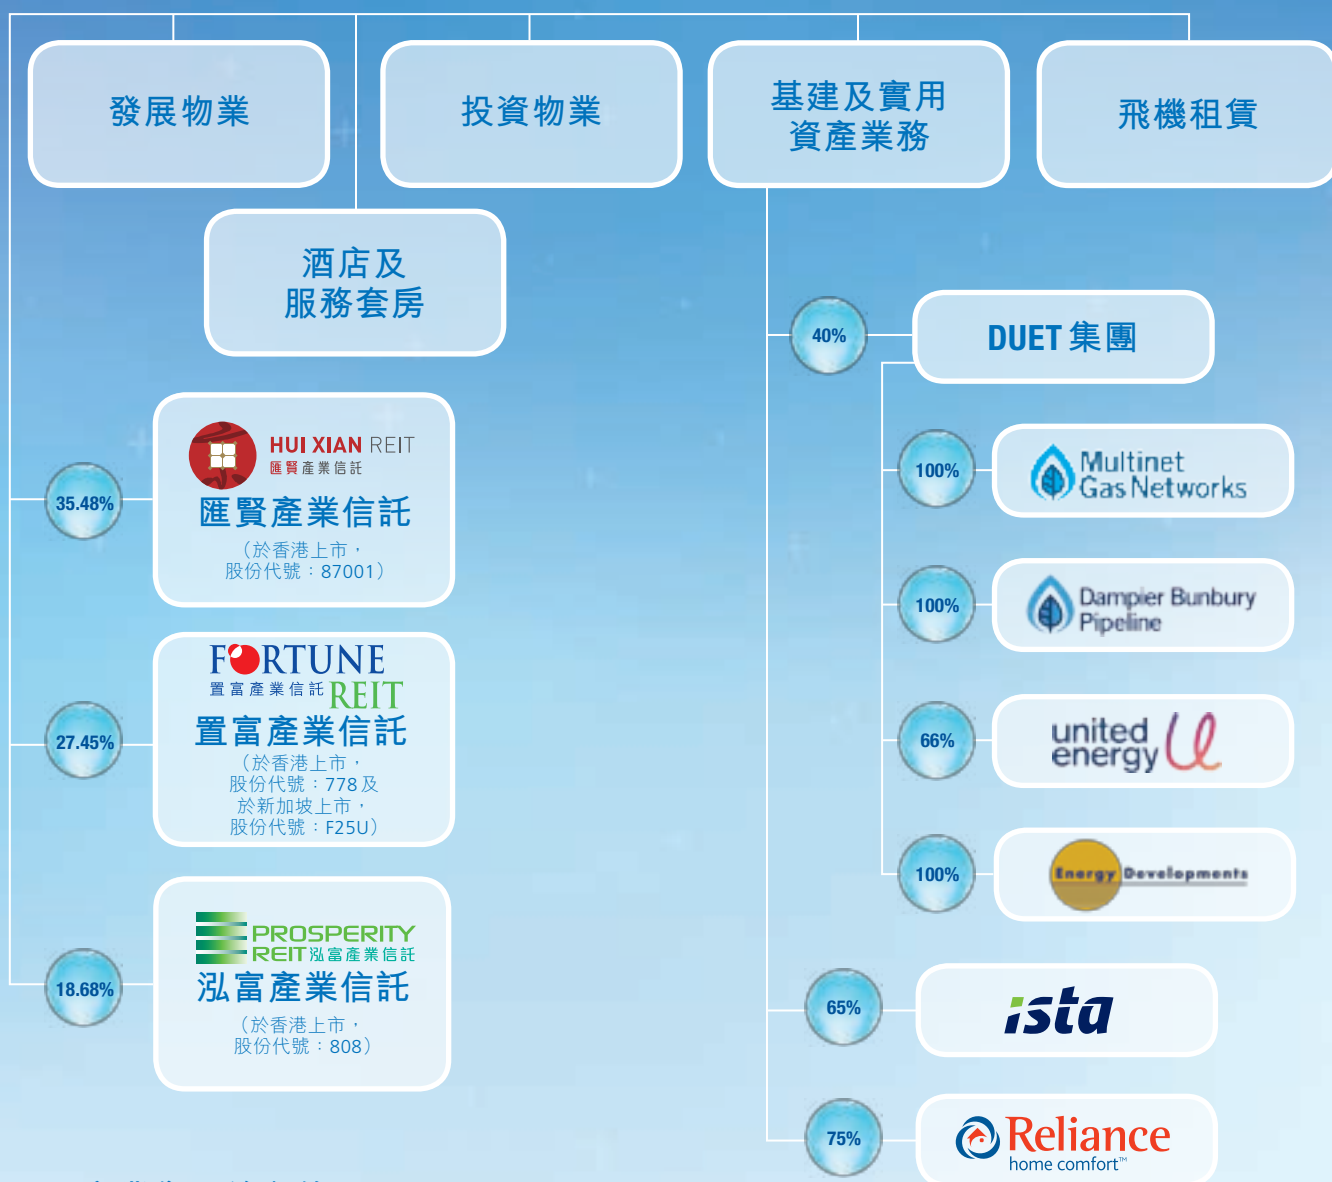 發展物業
投資物業
基建及實用
資產業務
飛機租賃
酒店及
服務套房
35.48%
HUI XIAN REIT
匯賢產業信託
匯賢產業信託
（於香港上市，
股份代號：87001）
27.45%
FORTUNE
置富產業信託 REIT
置富產業信託
（於香港上市，
股份代號：778及
於新加坡上市，
股份代號：F25U）
18.68%
PROSPERITY
REIT 泓富產業信託
泓富產業信託
（於香港上市，
股份代號：808）
40%
DUET 集團
100%
Multinet
Gas Networks
100%
Dampier Bunbury
Pipeline
66%
united
energy
100%
Energy Developments
65%
ista
75%
Reliance
home comfort™